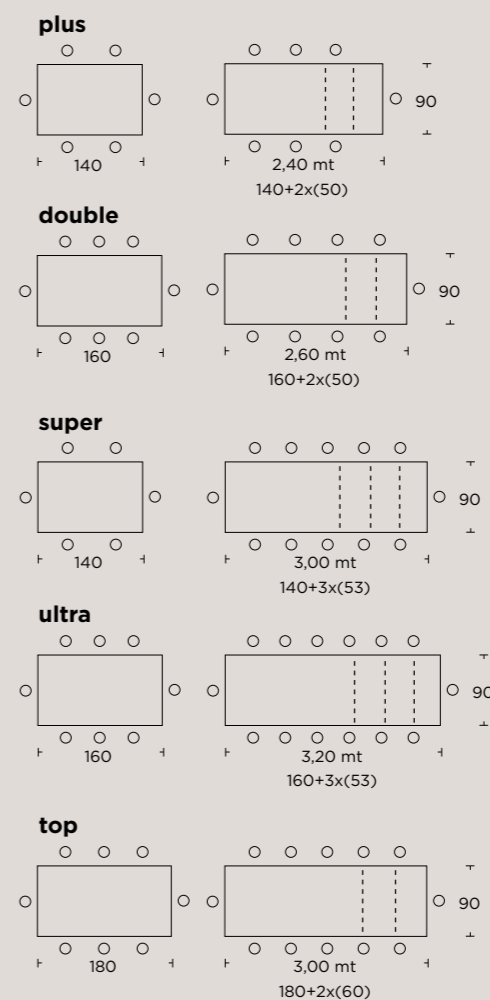 plus
90
140
2,40 mt
140+2x(50)
double
90
160
2,60 mt
160+2x(50)
super
90
140
3,00 mt
140+3x(53)
ultra
90
160
3,20 mt
160+3x(53)
top
90
180
3,00 mt
180+2x(60)